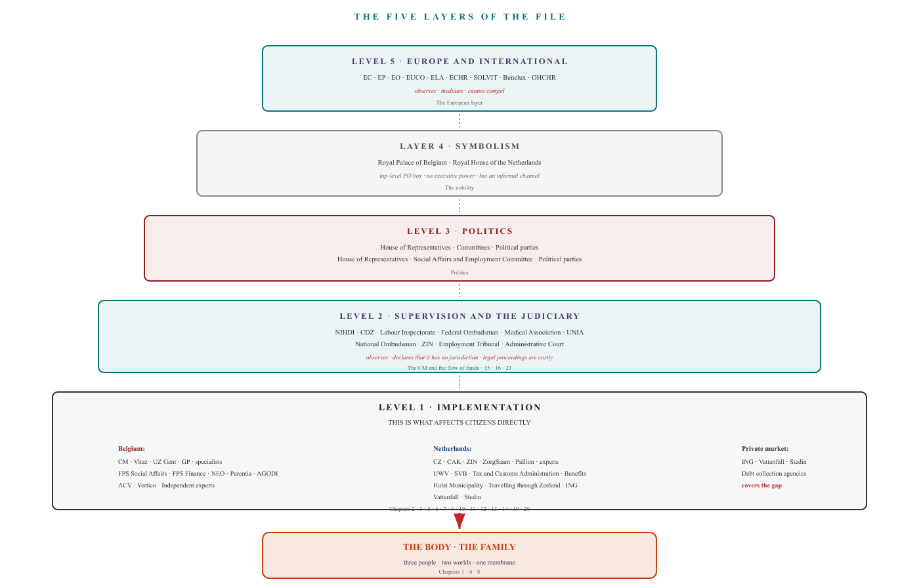 THE FIVE LAYERS OF THE FILE
LEVEL 5 · EUROPE AND INTERNATIONAL
EC · EP · EO · EUCO · ELA · ECHR · SOLVIT · Benelux · OHCHR
observes · mediates · cannot compel
The European layer
LAYER 4 · SYMBOLISM
Royal Palace of Belgium · Royal House of the Netherlands
top-level PO box · no executive power · but an informal channel
The nobility
LEVEL 3 · POLITICS
House of Representatives · Committees · Political parties
House of Representatives · Social Affairs and Employment Committee · Political parties
Politics
LEVEL 2 · SUPERVISION AND THE JUDICIARY
NIHDI · CDZ · Labour Inspectorate · Federal Ombudsman · Medical Association · UNIA
National Ombudsman · ZIN · Employment Tribunal · Administrative Court
observes · declares that it has no jurisdiction · legal proceedings are costly
The CM and the flow of funds · 15 · 16 · 21
LEVEL 1 · IMPLEMENTATION
THIS IS WHAT AFFECTS CITIZENS DIRECTLY
Belgium:
CM · Vitaz · UZ Gent · GP · specialists
FPS Social Affairs · FPS Finance · NEO · Parentia · AGODI
ACV · Vertico · Independent experts
Netherlands:
CZ · CAK · ZIN · ZorgSaam · Pallion · experts
UWV · SVB · Tax and Customs Administration · Benefits
Hulst Municipality · Travelling through Zeeland · ING
Vattenfall · Stedin
Private market:
ING · Vattenfall · Stedin
Debt collection agencies
covers the gap
Chapters 2 ·
THE BODY · THE FAMILY
three people · two worlds · one membrane
Chapters 1 · 4 · 8